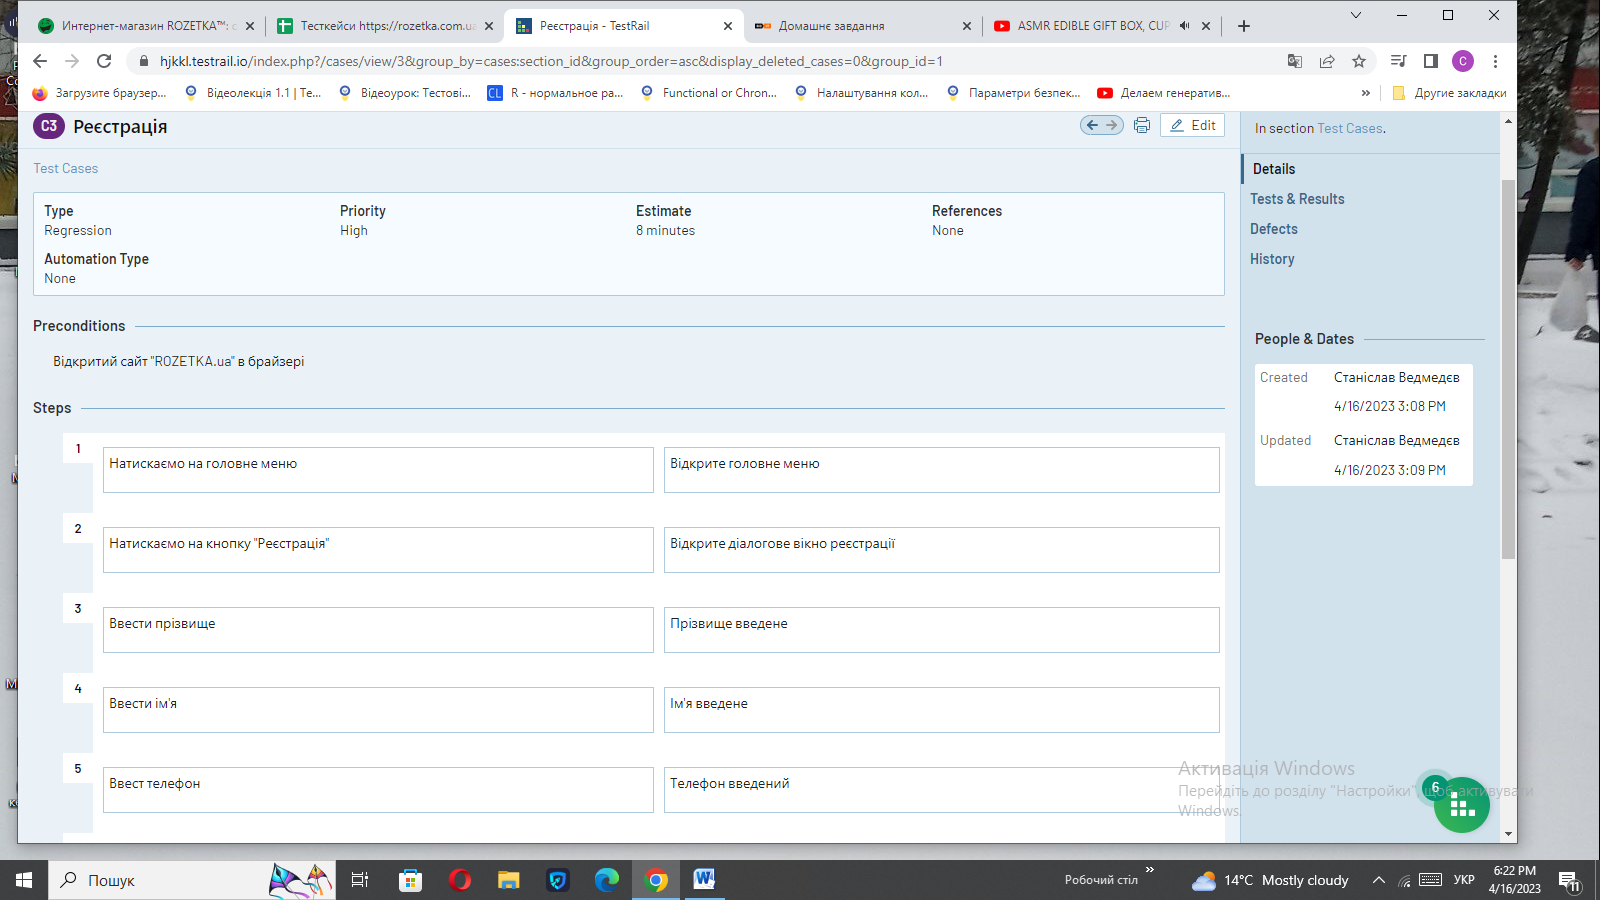 Интернет-магазин ROZETKA™: c
Тесткейси https://rozetka.com.ua
Реєстрація - TestRail
Домашнє завдання
ASMR EDIBLE GIFT BOX, CUP
hjkkl.testrail.io/index.php?/cases/view/3&group_by=cases:section_id&group_order=asc&display_deleted_cases=0&group_id=1
C
Загрузите браузер...
Відеолекція 1.1 | Те...
Відеоурок: Тестові...
CL
R - нормальное ра...
Functional or Chron...
Налаштування кол...
Параметри безпек...
Делаем генератив...
»
Другие закладки
C3 Реєстрація
Edit
Test Cases
Type
Regression
Priority
High
Estimate
8 minutes
References
None
Automation Type
None
Preconditions
Відкритий сайт "ROZETKA.ua" в брайзері
Steps
1
Натискаємо на головне меню
Відкрите головне меню
2
Натискаємо на кнопку "Реєстрація"
Відкрите діалогове вікно реєстрації
3
Ввести прізвище
Прізвище введене
4
Ввести ім'я
Ім'я введене
5
Ввест телефон
Телефон введений
In section Test Cases.
Details
Tests & Results
Defects
History
People & Dates
Created
Станіслав Ведмедєв
4/16/2023 3:08 PM
Updated
Станіслав Ведмедєв
4/16/2023 3:09 PM
Активація Windows
Перейдіть до розділу "Настройки", щоб активувати
Windows.
6
Пошук
Робочий стіл
»
14°C Mostly cloudy
УКР
6:22 PM
4/16/2023
11